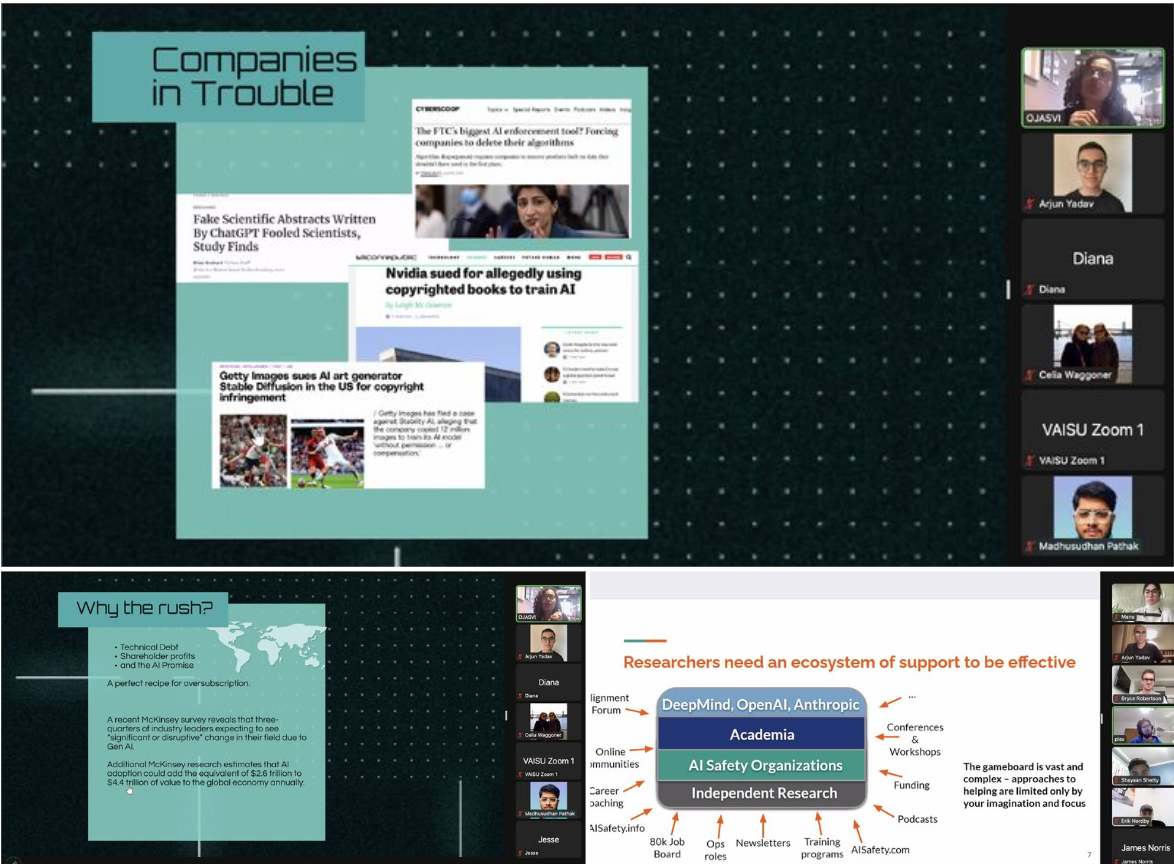 Companies
in Trouble
CYBERSCOOP
Topics
Special Reports
Events
Podcasts
Videos
The FTC's biggest AI enforcement tool? Forcing
companies to delete their algorithms
Fake Scientific Abstracts Written
By ChatGPT Fooled Scientists,
Study Finds
siliconrepublic
Nvidia sued for allegedly using
copyrighted books to train AI
Getty Images sues AI art generator
Stable Diffusion in the US for copyright
infringement
/ Getty Images has filed a case
against Stability AI, alleging that
the company copied 12 million
images to train its AI model
'without permission ... or
compensation.'
OJASVI
Arjun Yadav
Diana
Diana
Celia Waggoner
VAISU Zoom 1
VAISU Zoom 1
Madhusudhan Pathak
Why the rush?
• Technical Debt
• Shareholder profits
• and the AI Promise
A perfect recipe for oversubscription.
A recent McKinsey survey reveals that three-
quarters of industry leaders expecting to see
"significant or disruptive" change in their field due to
Gen AI.
Additional McKinsey research estimates that AI
adoption could add the equivalent of $2.6 trillion to
$4.4 trillion of value to the global economy annually.
OJASVI
Arjun Yadav
Diana
Diana
Celia Waggoner
VAISU Zoom 1
VAISU Zoom 1
Madhusudhan Pathak
Jesse
Jesse
Researchers need an ecosystem of support to be effective
lignment
Forum
Online
mmunities
Career
oaching
AISafety.info
80k Job
Board
Ops
roles
Newsletters
Training
programs
AISafety.com
Podcasts
Funding
Conferences
&
Workshops
...
DeepMind, OpenAI, Anthropic
Academia
AI Safety Organizations
Independent Research
The gameboard is vast and
complex – approaches to
helping are limited only by
your imagination and focus
7
Arjun Yadav
Bryce Robertson
plex
Shayaan Shetty
Erik Nordby
James Norris
James Norris